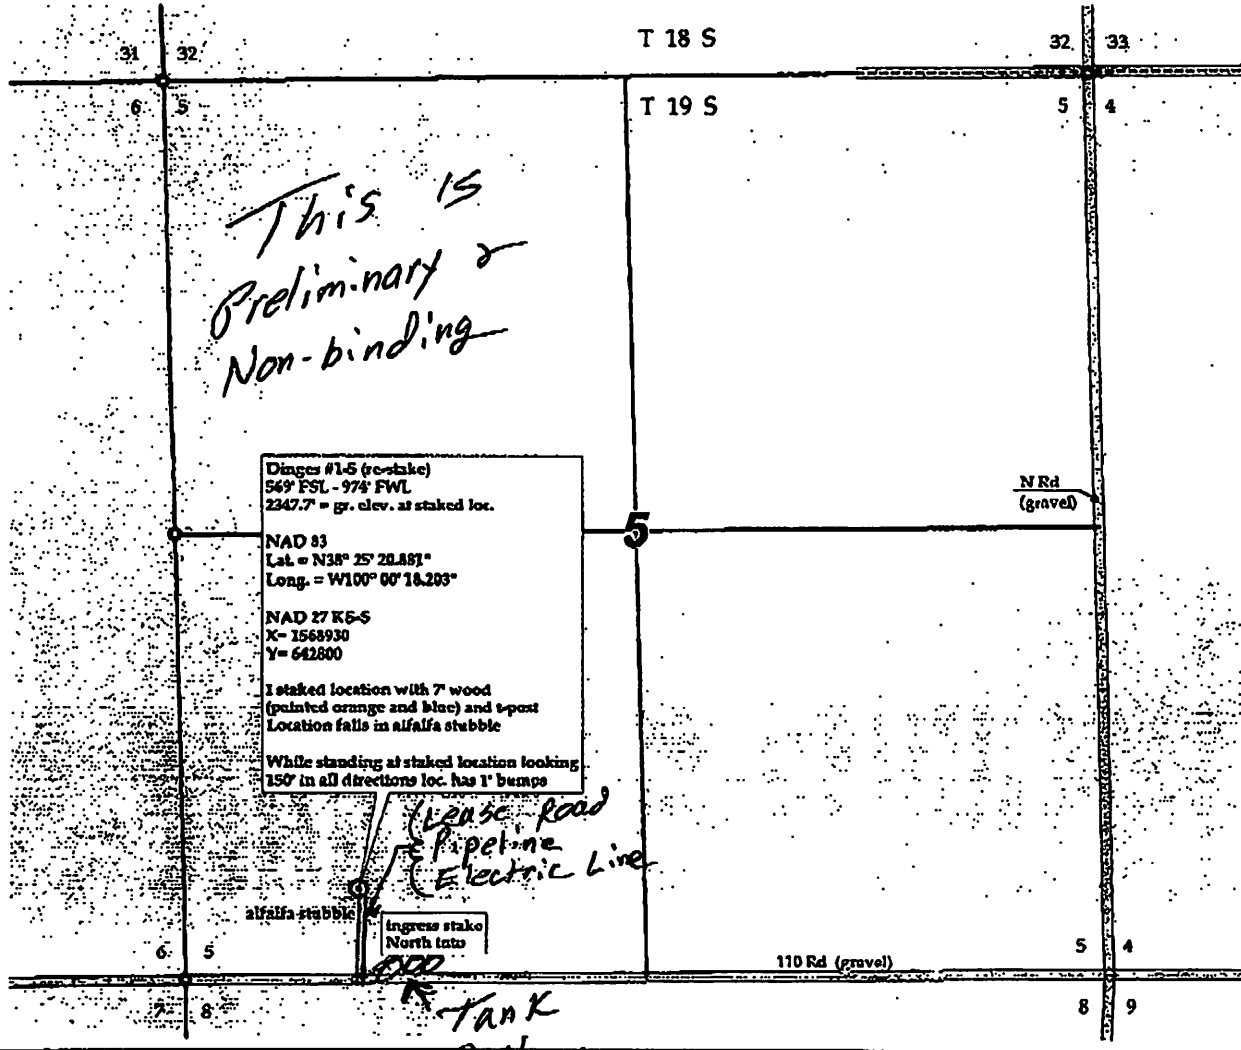 T 18 S
31 32
32 33
6 5
T 19 S
5 4
This is
Preliminary &
Non-binding
Dinges #1-5 (re-stake)
569' FSL - 974' FWL
2347.7' = gr. elev. at staked loc.
NAD 83
Lat. = N38° 25' 20.881"
Long. = W100° 00' 18.203"
NAD 27 KS-S
X= 1568930
Y= 642800
I staked location with 7' wood
(painted orange and blue) and t-post
Location falls in alfalfa stubble
While standing at staked location looking
150' in all directions loc. has 1' bumps
5
N Rd
(gravel)
Lease Road
Pipeline
Electric Line
alfalfa stubble
ingress stake
North into
6 5
5 4
110 Rd (gravel)
7 8
8 9
Tank